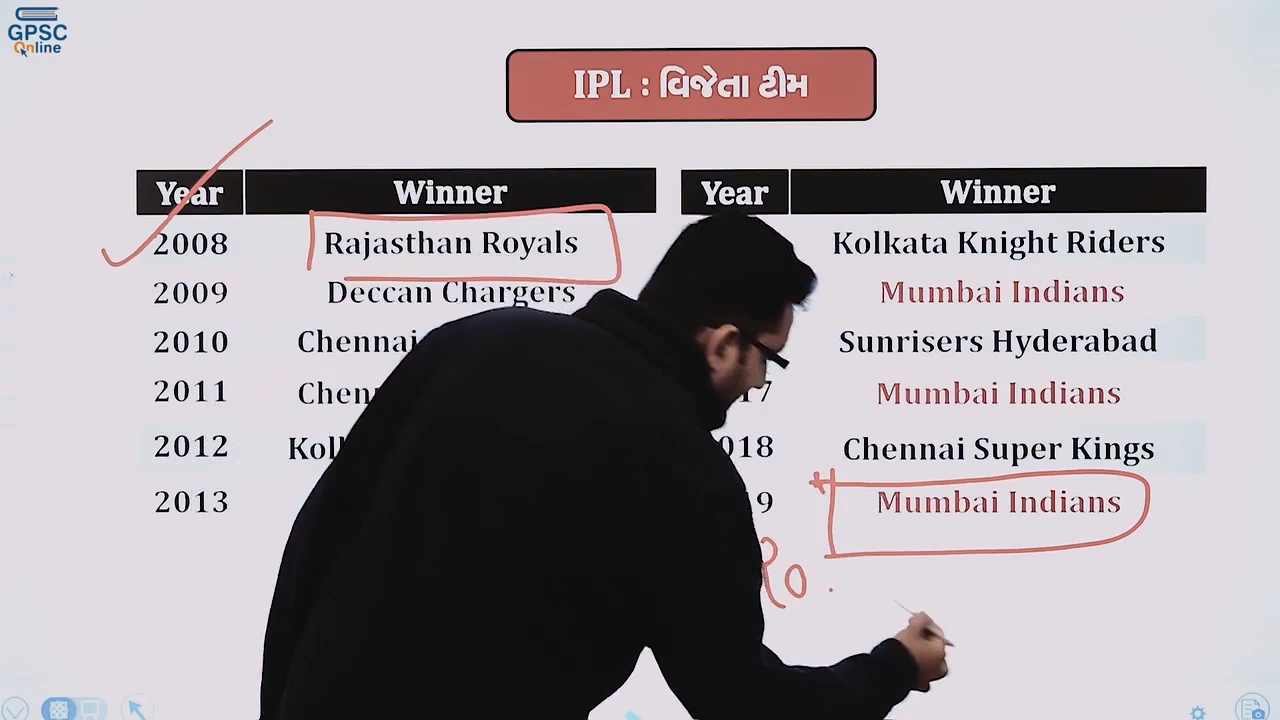 GPSC
Online
IPL : વિજેતા ટીમ
Year Winner
2008 Rajasthan Royals
2009 Deccan Chargers
2010 Chennai
2011
2012
2013
Year Winner
Kolkata Knight Riders
Mumbai Indians
Sunrisers Hyderabad
Mumbai Indians
Chennai Super Kings
Mumbai Indians